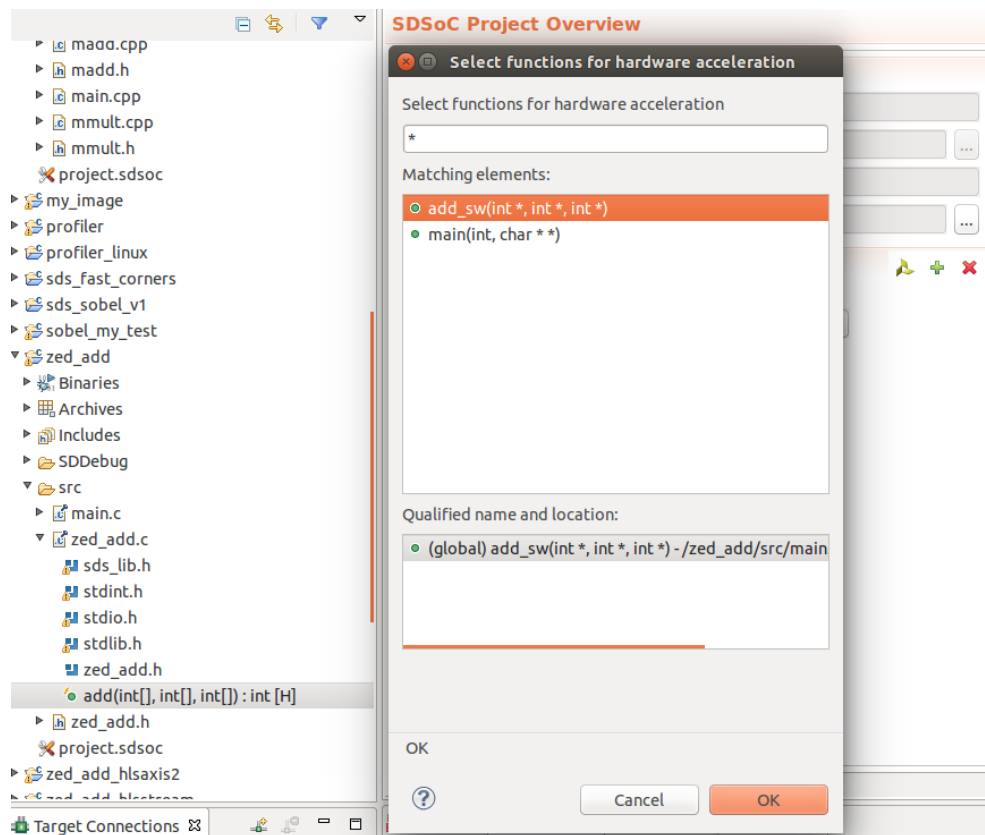 SDSoC Project Overview
madd.cpp
madd.h
main.cpp
mmult.cpp
mmult.h
project.sdsoc
my_image
profiler
profiler_linux
sds_fast_corners
sds_sobel_v1
sobel_my_test
zed_add
Binaries
Archives
Includes
SDDebug
src
main.c
zed_add.c
sds_lib.h
stdint.h
stdio.h
stdlib.h
zed_add.h
add(int[], int[], int[]) : int [H]
zed_add.h
project.sdsoc
zed_add_hlsaxis2
zed_add_hlsstream
Target Connections
Select functions for hardware acceleration
Select functions for hardware acceleration
*
Matching elements:
add_sw(int *, int *, int *)
main(int, char * *)
Qualified name and location:
(global) add_sw(int *, int *, int *) - /zed_add/src/main
OK
Cancel
OK
...
...